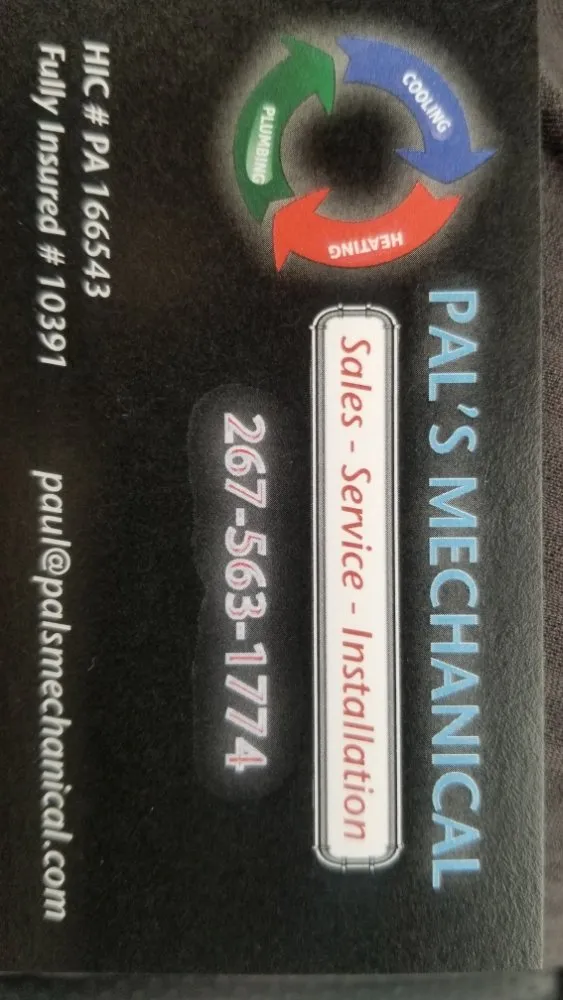 PAL'S MECHANICAL
COOLING
HEATING
PLUMBING
Sales - Service - Installation
267-563-1774
HIC # PA 166543
Fully Insured # 10391
paul@palsmechanical.com